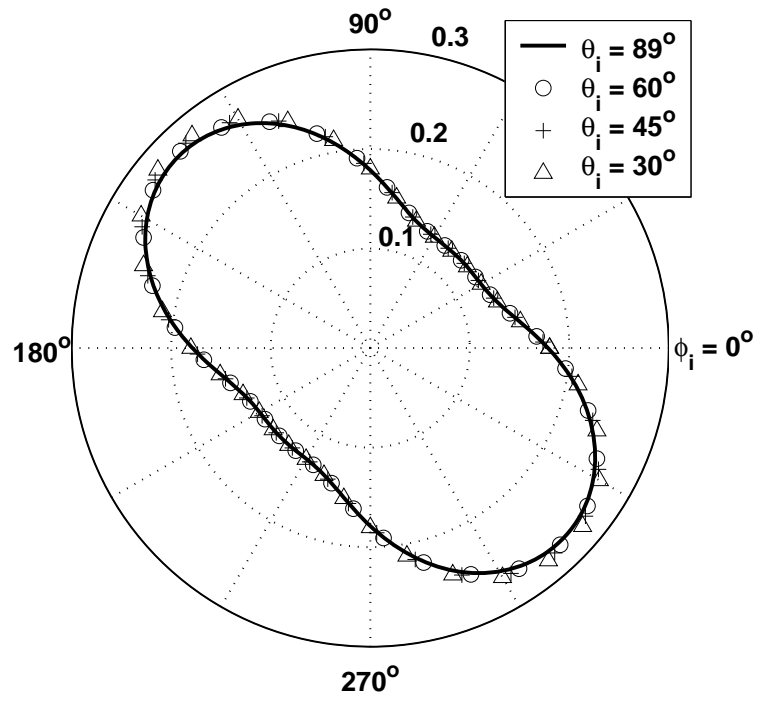 90°
0.3
θi = 89°
θi = 60°
θi = 45°
θi = 30°
0.2
0.1
180°
ϕi = 0°
270°